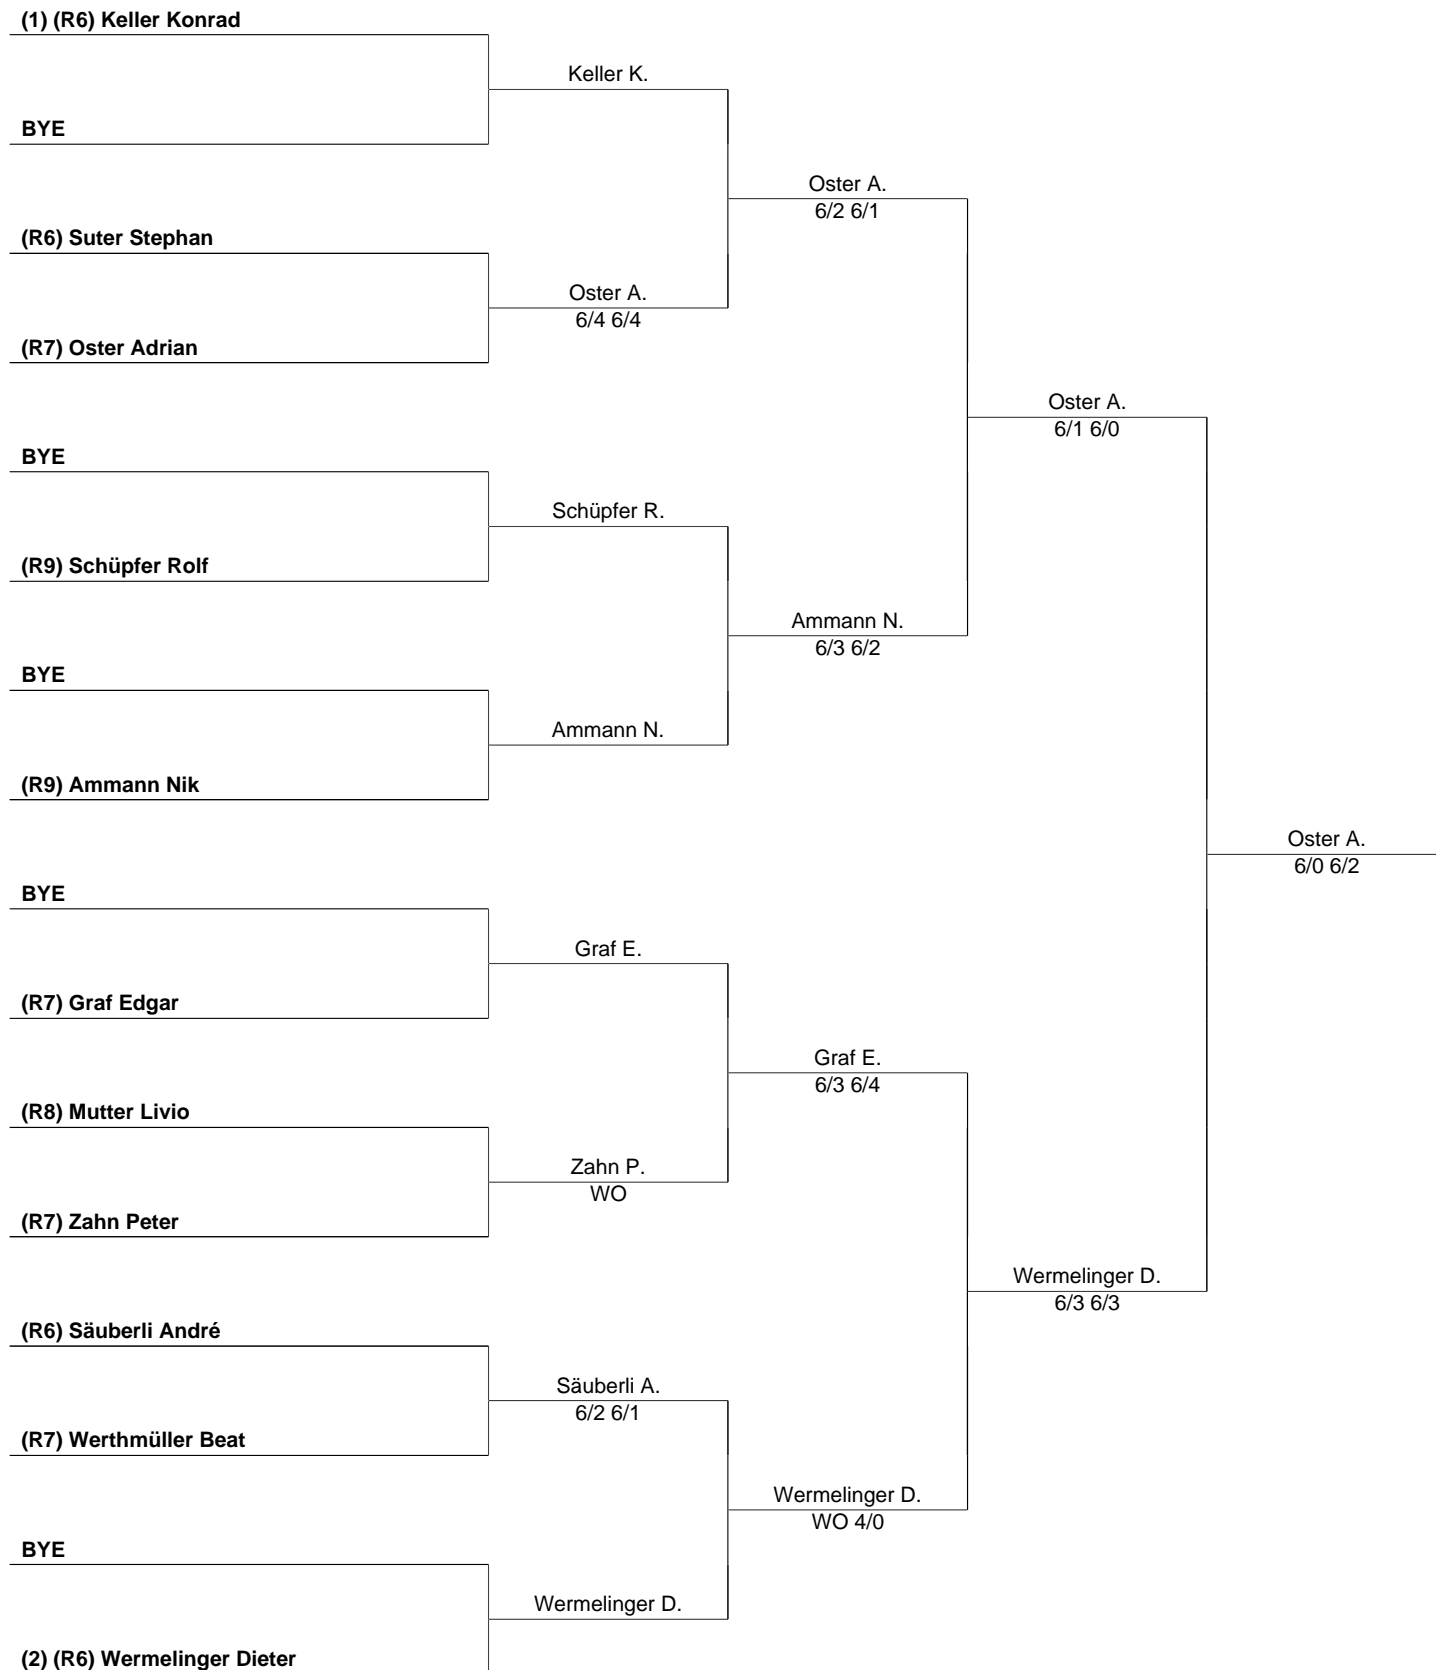 (1) (R6) Keller Konrad
Keller K.
BYE
Oster A.
6/2 6/1
(R6) Suter Stephan
Oster A.
6/4 6/4
(R7) Oster Adrian
Oster A.
6/1 6/0
BYE
Schüpfer R.
(R9) Schüpfer Rolf
Ammann N.
6/3 6/2
BYE
Ammann N.
(R9) Ammann Nik
Oster A.
6/0 6/2
BYE
Graf E.
(R7) Graf Edgar
Graf E.
6/3 6/4
(R8) Mutter Livio
Zahn P.
WO
(R7) Zahn Peter
Wermelinger D.
6/3 6/3
(R6) Säuberli André
Säuberli A.
6/2 6/1
(R7) Werthmüller Beat
Wermelinger D.
WO 4/0
BYE
Wermelinger D.
(2) (R6) Wermelinger Dieter